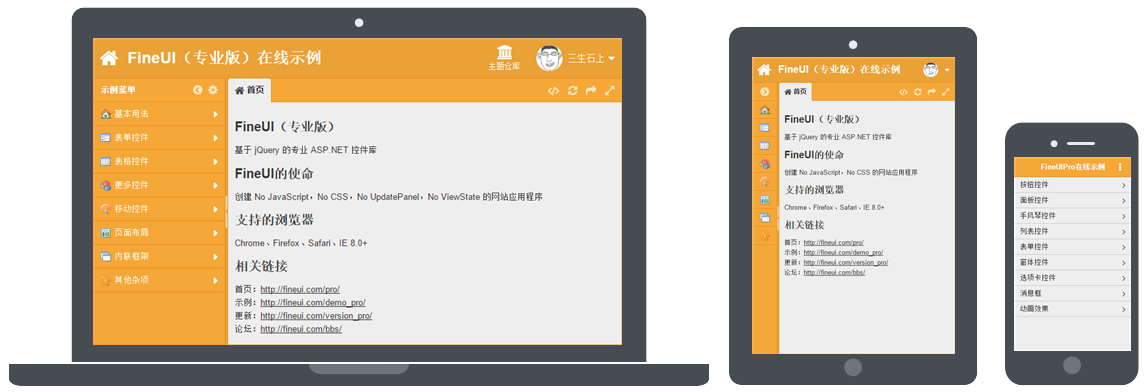 FineUI（专业版）在线示例
主题仓库
三生石上
示例菜单
首页
基本用法
表单控件
表格控件
更多控件
移动控件
页面布局
内联框架
其他杂项
FineUI（专业版）
基于 jQuery 的专业 ASP.NET 控件库
FineUI的使命
创建 No JavaScript，No CSS，No UpdatePanel，No ViewState 的网站应用程序
支持的浏览器
Chrome、Firefox、Safari、IE 8.0+
相关链接
首页：http://fineui.com/pro/
示例：http://fineui.com/demo_pro/
更新：http://fineui.com/version_pro/
论坛：http://fineui.com/bbs/
FineUI（专业版）在线示例
首页
FineUI（专业版）
基于 jQuery 的专业 ASP.NET 控件库
FineUI的使命
创建 No JavaScript，No CSS 的网站应用程序
支持的浏览器
Chrome、Firefox、Safari、IE 8.0+
相关链接
首页：http://fineui.com/pro/
示例：http://fineui.com/demo_pro/
更新：http://fineui.com/version_pro/
论坛：http://fineui.com/bbs/
FineUIPro在线示例
按钮控件
面板控件
手风琴控件
列表控件
表单控件
窗体控件
选项卡控件
消息框
动画效果